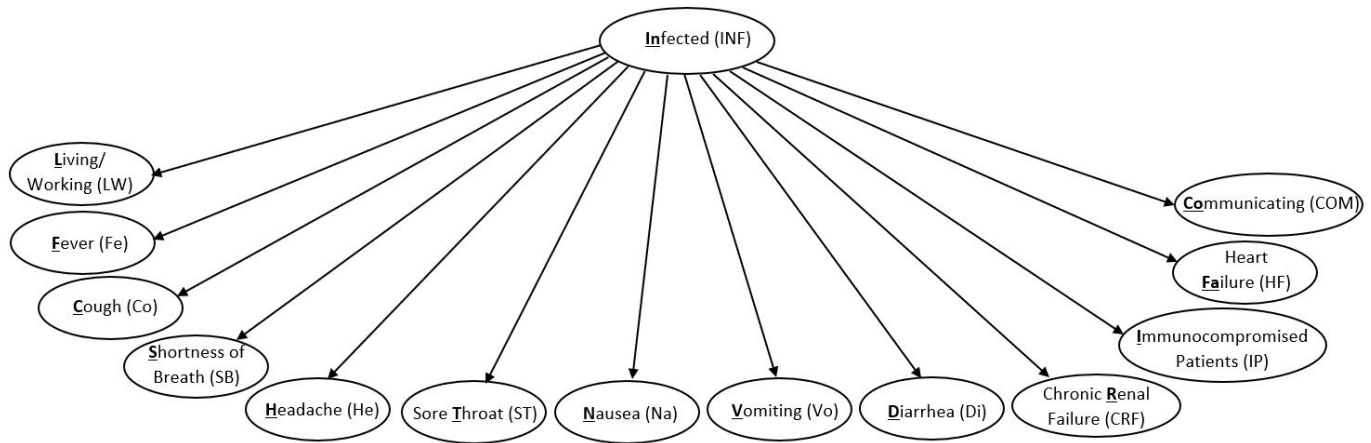 Infected (INF)
Living/
Working (LW)
Fever (Fe)
Cough (Co)
Shortness of
Breath (SB)
Headache (He)
Sore Throat (ST)
Nausea (Na)
Vomiting (Vo)
Diarrhea (Di)
Chronic Renal
Failure (CRF)
Immunocompromised
Patients (IP)
Heart
Failure (HF)
Communicating (COM)